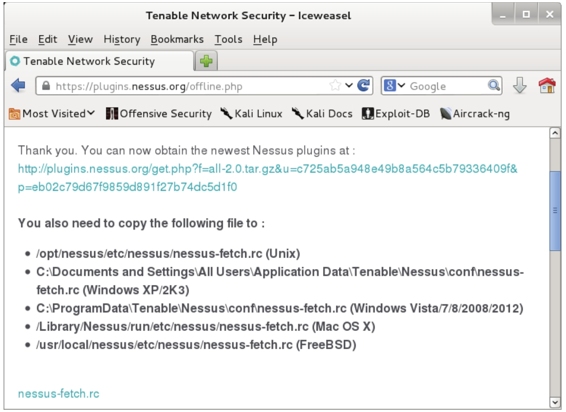 Tenable Network Security – Iceweasel
File Edit View History Bookmarks Tools Help
Tenable Network Security
https://plugins.nessus.org/offline.php
Google
Most Visited Offensive Security Kali Linux Kali Docs Exploit-DB Aircrack-ng
Thank you. You can now obtain the newest Nessus plugins at :
http://plugins.nessus.org/get.php?f=all-2.0.tar.gz&u=c725ab5a948e49b8a564c5b79336409f&
p=eb02c79d67f9859d891f27b74dc5d1f0
You also need to copy the following file to :
• /opt/nessus/etc/nessus/nessus-fetch.rc (Unix)
• C:\Documents and Settings\All Users\Application Data\Tenable\Nessus\conf\nessus-
fetch.rc (Windows XP/2K3)
• C:\ProgramData\Tenable\Nessus\conf\nessus-fetch.rc (Windows Vista/7/8/2008/2012)
• /Library/Nessus/run/etc/nessus/nessus-fetch.rc (Mac OS X)
• /usr/local/nessus/etc/nessus/nessus-fetch.rc (FreeBSD)
nessus-fetch.rc